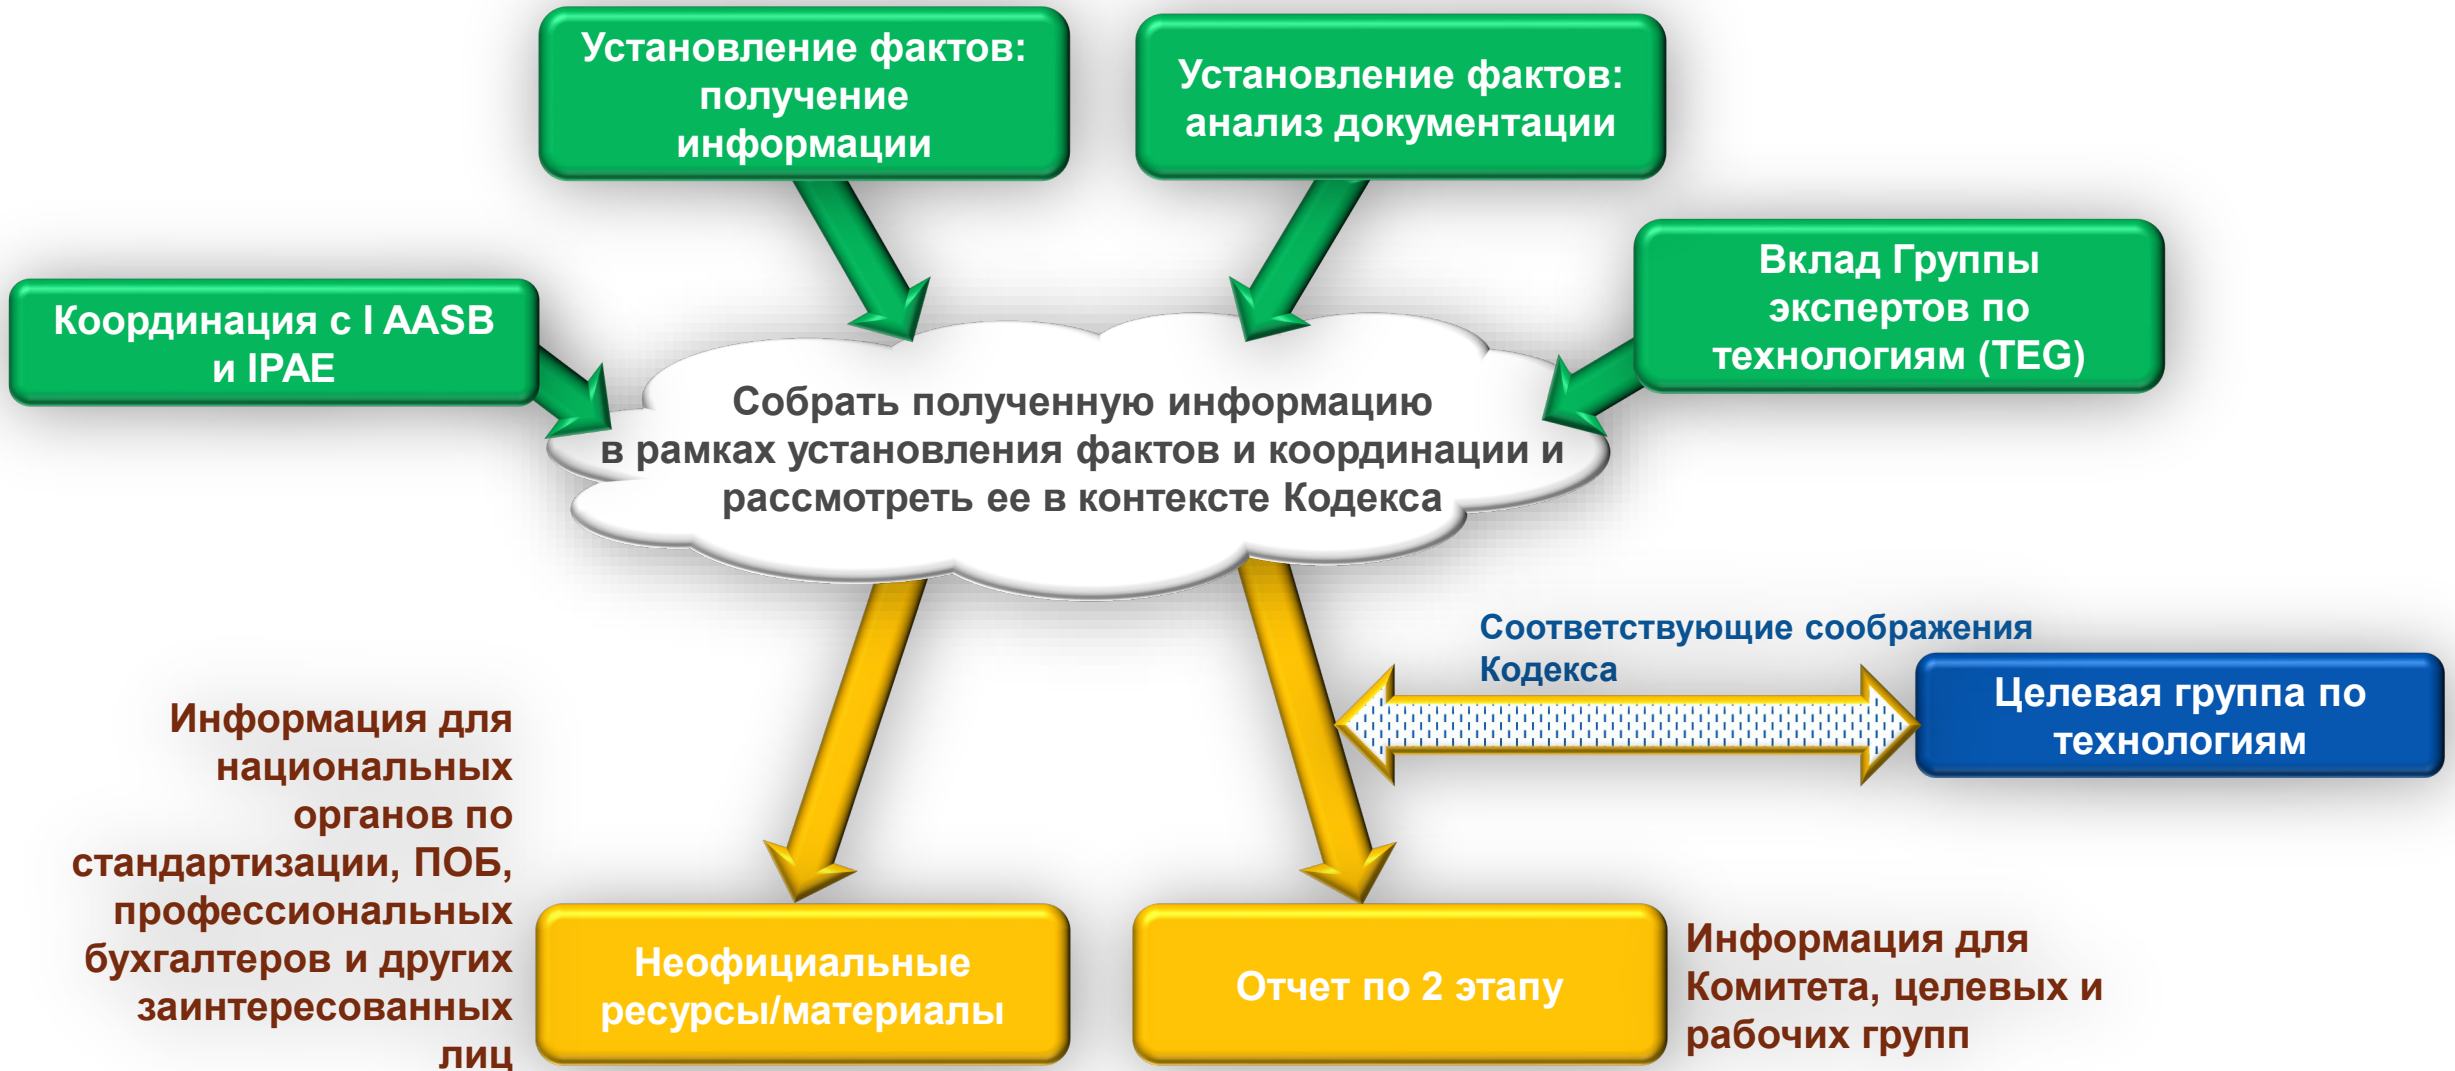 Установление фактов:
получение
информации
Установление фактов:
анализ документации
Вклад Группы
экспертов по
технологиям (TEG)
Координация с I AASB
и IPAE
Собрать полученную информацию
в рамках установления фактов и координации и
рассмотреть ее в контексте Кодекса
Соответствующие соображения
Кодекса
Целевая группа по
технологиям
Информация для
национальных
органов по
стандартизации, ПОБ,
профессиональных
бухгалтеров и других
заинтересованных
лиц
Неофициальные
ресурсы/материалы
Отчет по 2 этапу
Информация для
Комитета, целевых и
рабочих групп